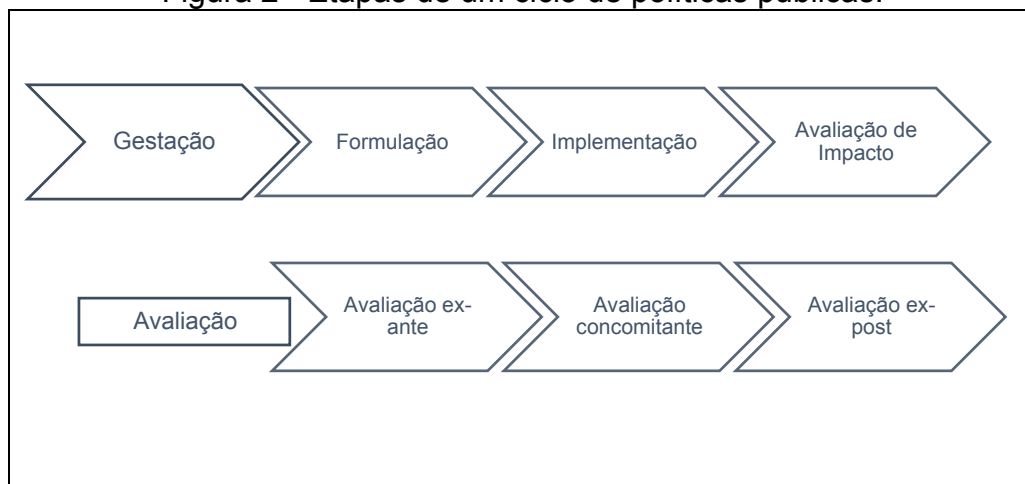 Figura 2 - Etapas de um ciclo de políticas públicas.
Gestação
Formulação
Implementação
Avaliação de
Impacto
Avaliação
Avaliação ex-
ante
Avaliação
concomitante
Avaliação ex-
post